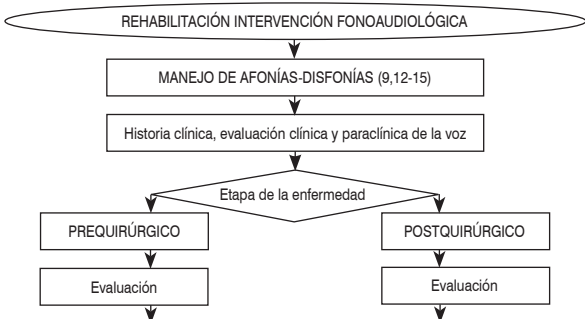 REHABILITACIÓN INTERVENCIÓN FONOAUDIOLÓGICA
MANEJO DE AFONÍAS-DISFONÍAS (9,12-15)
Historia clínica, evaluación clínica y paraclínica de la voz
Etapa de la enfermedad
PREQUIRÚRGICO
POSTQUIRÚRGICO
Evaluación
Evaluación